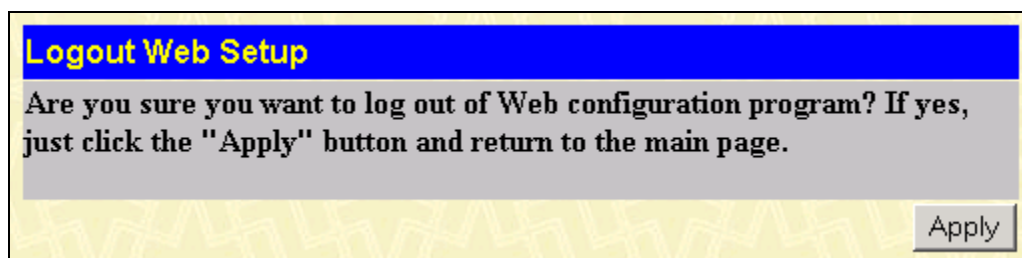 Logout Web Setup
Are you sure you want to log out of Web configuration program? If yes,
just click the "Apply" button and return to the main page.
Apply